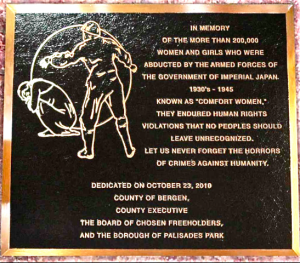 IN MEMORY
OF THE MORE THAN 200,000
WOMEN AND GIRLS WHO WERE
ABDUCTED BY THE ARMED FORCES OF
THE GOVERNMENT OF IMPERIAL JAPAN.
1930's - 1945
KNOWN AS "COMFORT WOMEN,"
THEY ENDURED HUMAN RIGHTS
VIOLATIONS THAT NO PEOPLES SHOULD
LEAVE UNRECOGNIZED.
LET US NEVER FORGET THE HORRORS
OF CRIMES AGAINST HUMANITY.
DEDICATED ON OCTOBER 23, 2010
COUNTY OF BERGEN,
COUNTY EXECUTIVE
THE BOARD OF CHOSEN FREEHOLDERS,
AND THE BOROUGH OF PALISADES PARK